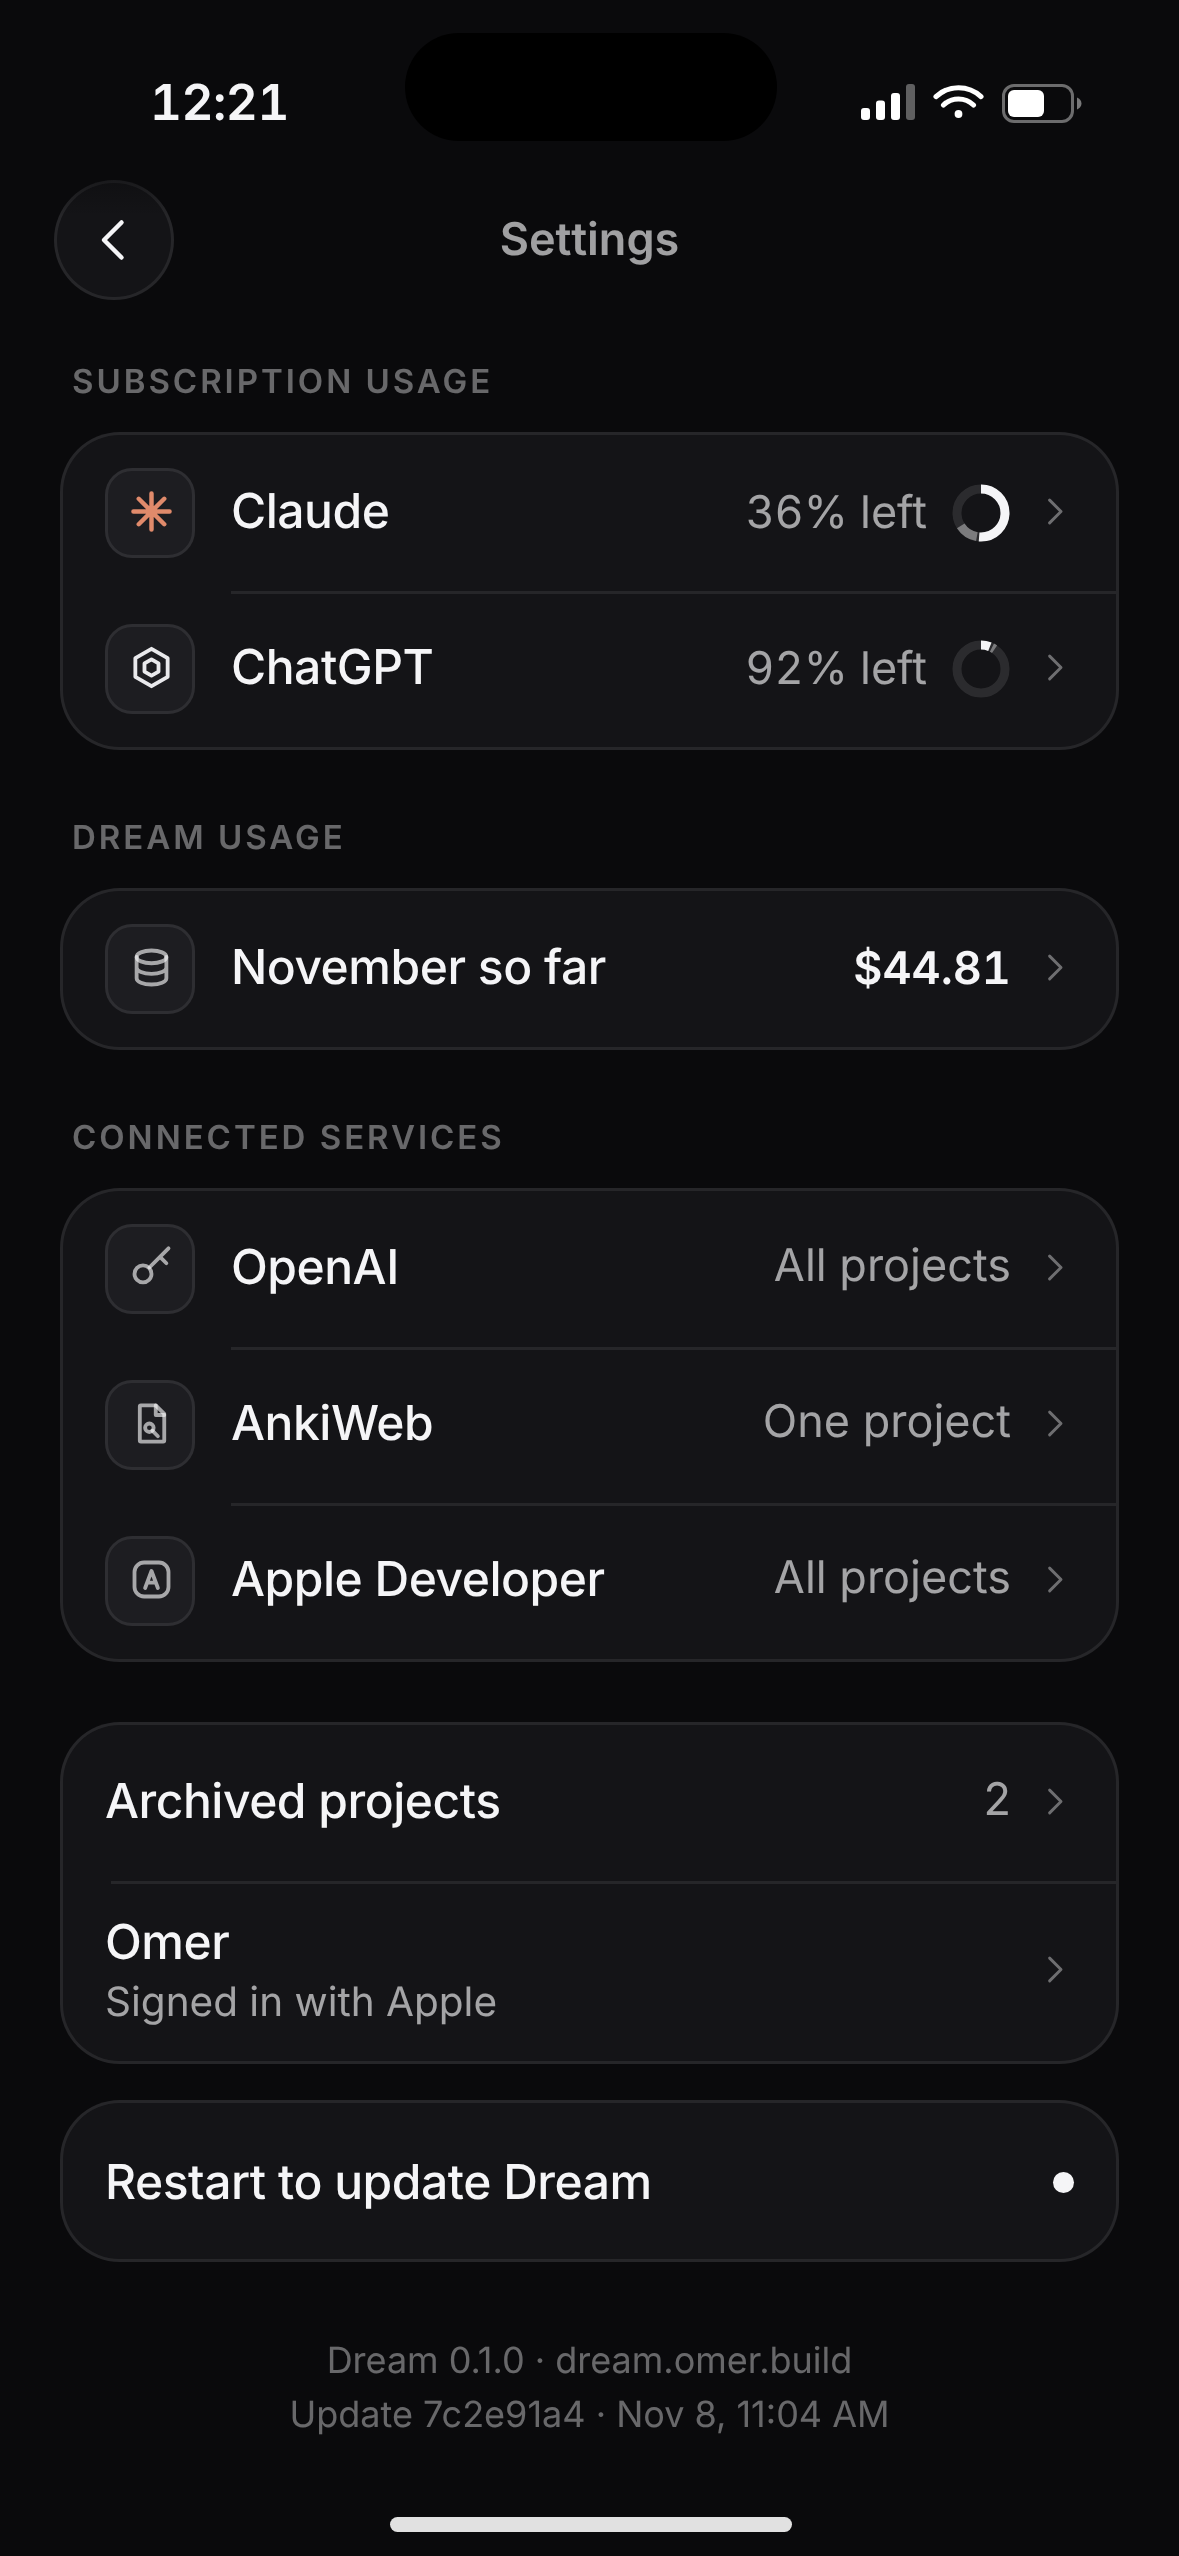 12:21
Settings
SUBSCRIPTION USAGE
Claude 36% left
ChatGPT 92% left
DREAM USAGE
November so far $44.81
CONNECTED SERVICES
OpenAI All projects
AnkiWeb One project
Apple Developer All projects
Archived projects 2
Omer
Signed in with Apple
Restart to update Dream
Dream 0.1.0 · dream.omer.build
Update 7c2e91a4 · Nov 8, 11:04 AM